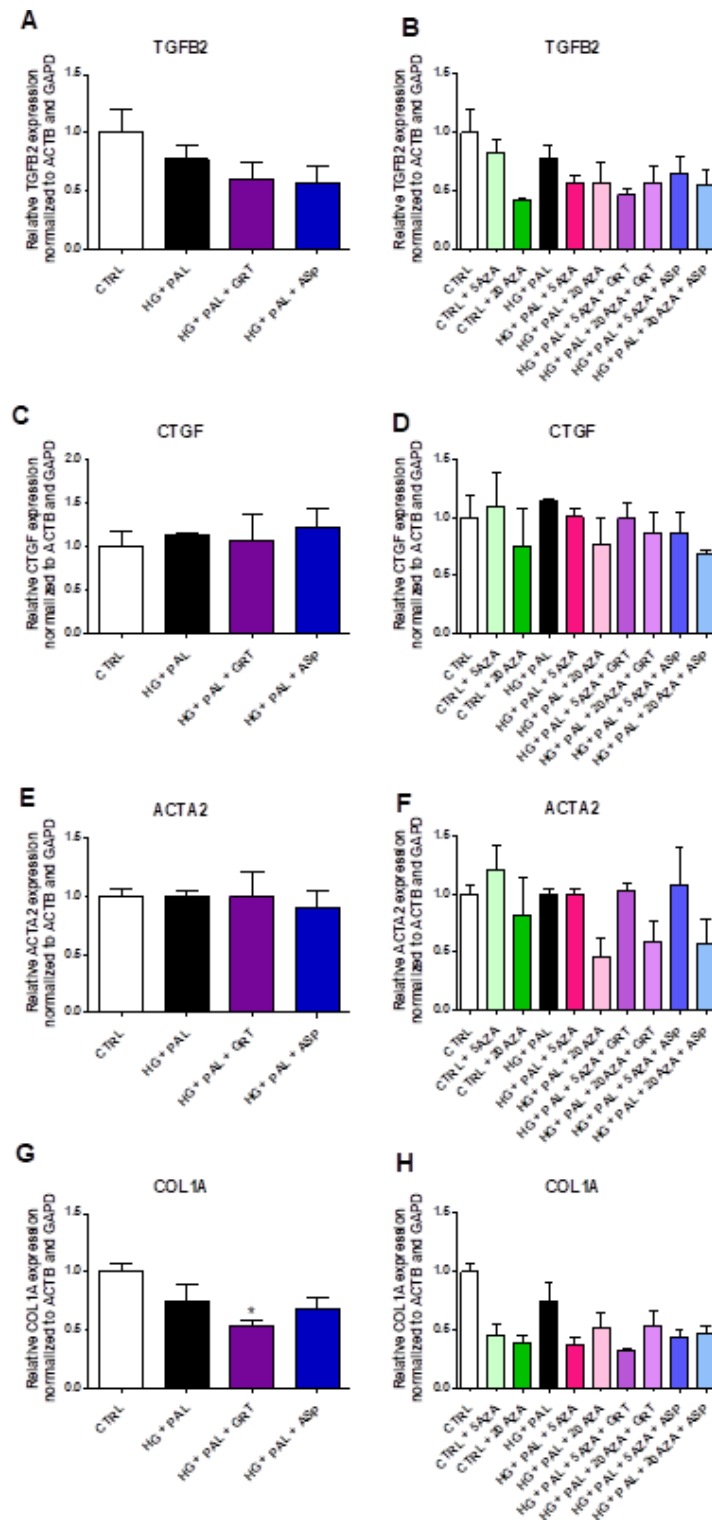 A
TGFB2
Relative TGFB2 expression
normalized to ACTB and GAPD
1.5
1.0
0.5
0.0
CTRL
HG+ PAL
HG+ PAL + GRT
HG+ PAL + ASp
B
TGFB2
Relative TGFB2 expression
normalized to ACTB and GAPD
1.5
1.0
0.5
0.0
CTRL
CTRL + 5AZA
CTRL + 20AZA
HG+ PAL
HG+ PAL + 5AZA
HG+ PAL + 20AZA
HG+ PAL + 5AZA + GRT
HG+ PAL + 20AZA + GRT
HG+ PAL + 5AZA + ASp
HG+ PAL + 20AZA + ASp
C
CTGF
Relative CTGF expression
normalized to ACTB and GAPD
2.0
1.5
1.0
0.5
0.0
CTRL
HG+ PAL
HG+ PAL + GRT
HG+ PAL + ASp
D
CTGF
Relative CTGF expression
normalized to ACTB and GAPD
1.5
1.0
0.5
0.0
CTRL
CTRL + 5AZA
CTRL + 20AZA
HG+ PAL
HG+ PAL + 5AZA
HG+ PAL + 20AZA
HG+ PAL + 5AZA + GRT
HG+ PAL + 20AZA + GRT
HG+ PAL + 5AZA + ASp
HG+ PAL + 20AZA + ASp
E
ACTA2
Relative ACTA2 expression
normalized to ACTB and GAPD
1.5
1.0
0.5
0.0
CTRL
HG+ PAL
HG+ PAL + GRT
HG+ PAL + ASp
F
ACTA2
Relative ACTA2 expression
normalized to ACTB and GAPD
1.5
1.0
0.5
0.0
CTRL
CTRL + 5AZA
CTRL + 20AZA
HG+ PAL
HG+ PAL + 5AZA
HG+ PAL + 20AZA
HG+ PAL + 5AZA + GRT
HG+ PAL + 20AZA + GRT
HG+ PAL + 5AZA + ASp
HG+ PAL + 20AZA + ASp
G
COL1A
Relative COL1A expression
normalized to ACTB and GAPD
1.5
1.0
0.5
0.0
*
CTRL
HG+ PAL
HG+ PAL + GRT
HG+ PAL + ASp
H
COL1A
Relative COL1A expression
normalized to ACTB and GAPD
1.5
1.0
0.5
0.0
CTRL
CTRL + 5AZA
CTRL + 20AZA
HG+ PAL
HG+ PAL + 5AZA
HG+ PAL + 20AZA
HG+ PAL + 5AZA + GRT
HG+ PAL + 20AZA + GRT
HG+ PAL + 5AZA + ASp
HG+ PAL + 20AZA + ASp